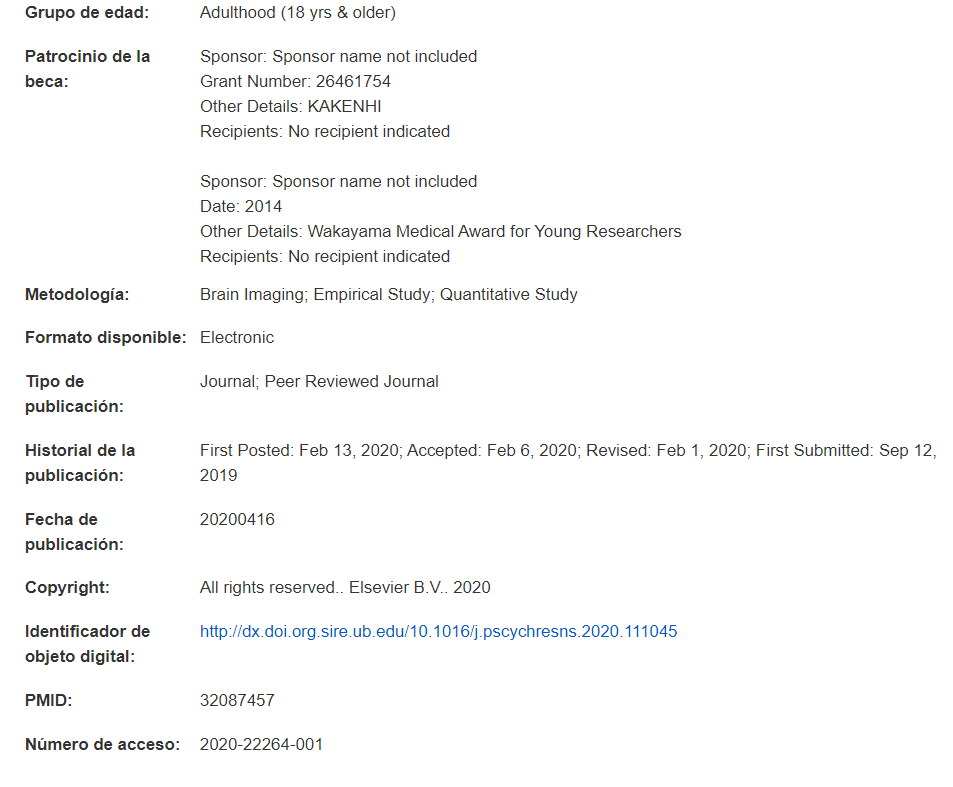 Grupo de edad: Adulthood (18 yrs & older)
Patrocinio de la beca: Sponsor: Sponsor name not included
Grant Number: 26461754
Other Details: KAKENHI
Recipients: No recipient indicated
Sponsor: Sponsor name not included
Date: 2014
Other Details: Wakayama Medical Award for Young Researchers
Recipients: No recipient indicated
Metodología: Brain Imaging; Empirical Study; Quantitative Study
Formato disponible: Electronic
Tipo de publicación: Journal; Peer Reviewed Journal
Historial de la publicación: First Posted: Feb 13, 2020; Accepted: Feb 6, 2020; Revised: Feb 1, 2020; First Submitted: Sep 12,
2019
Fecha de publicación: 20200416
Copyright: All rights reserved.. Elsevier B.V.. 2020
Identificador de objeto digital: http://dx.doi.org.sire.ub.edu/10.1016/j.pscychresns.2020.111045
PMID: 32087457
Número de acceso: 2020-22264-001